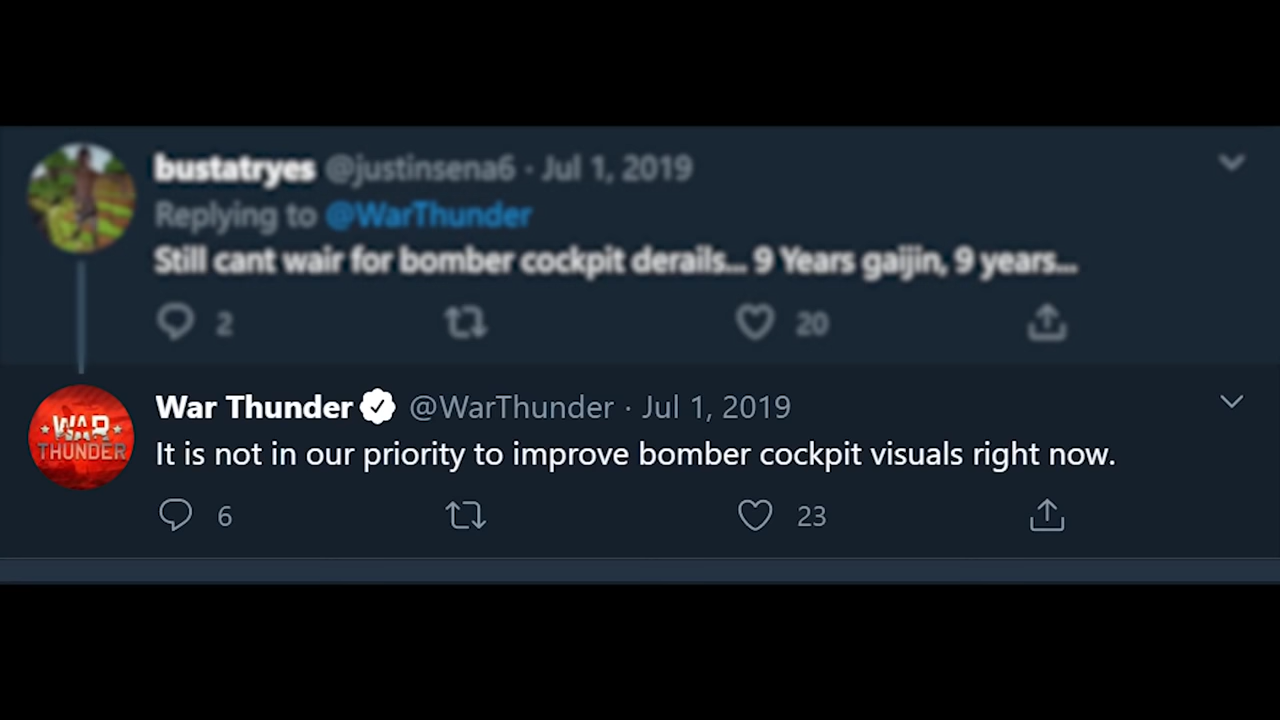 bustatryes @justinsena6 · Jul 1, 2019
Replying to @WarThunder
Still cant wair for bomber cockpit derails... 9 Years gaijin, 9 years...
2 20
WAR
THUNDER
War Thunder @WarThunder · Jul 1, 2019
It is not in our priority to improve bomber cockpit visuals right now.
6 23